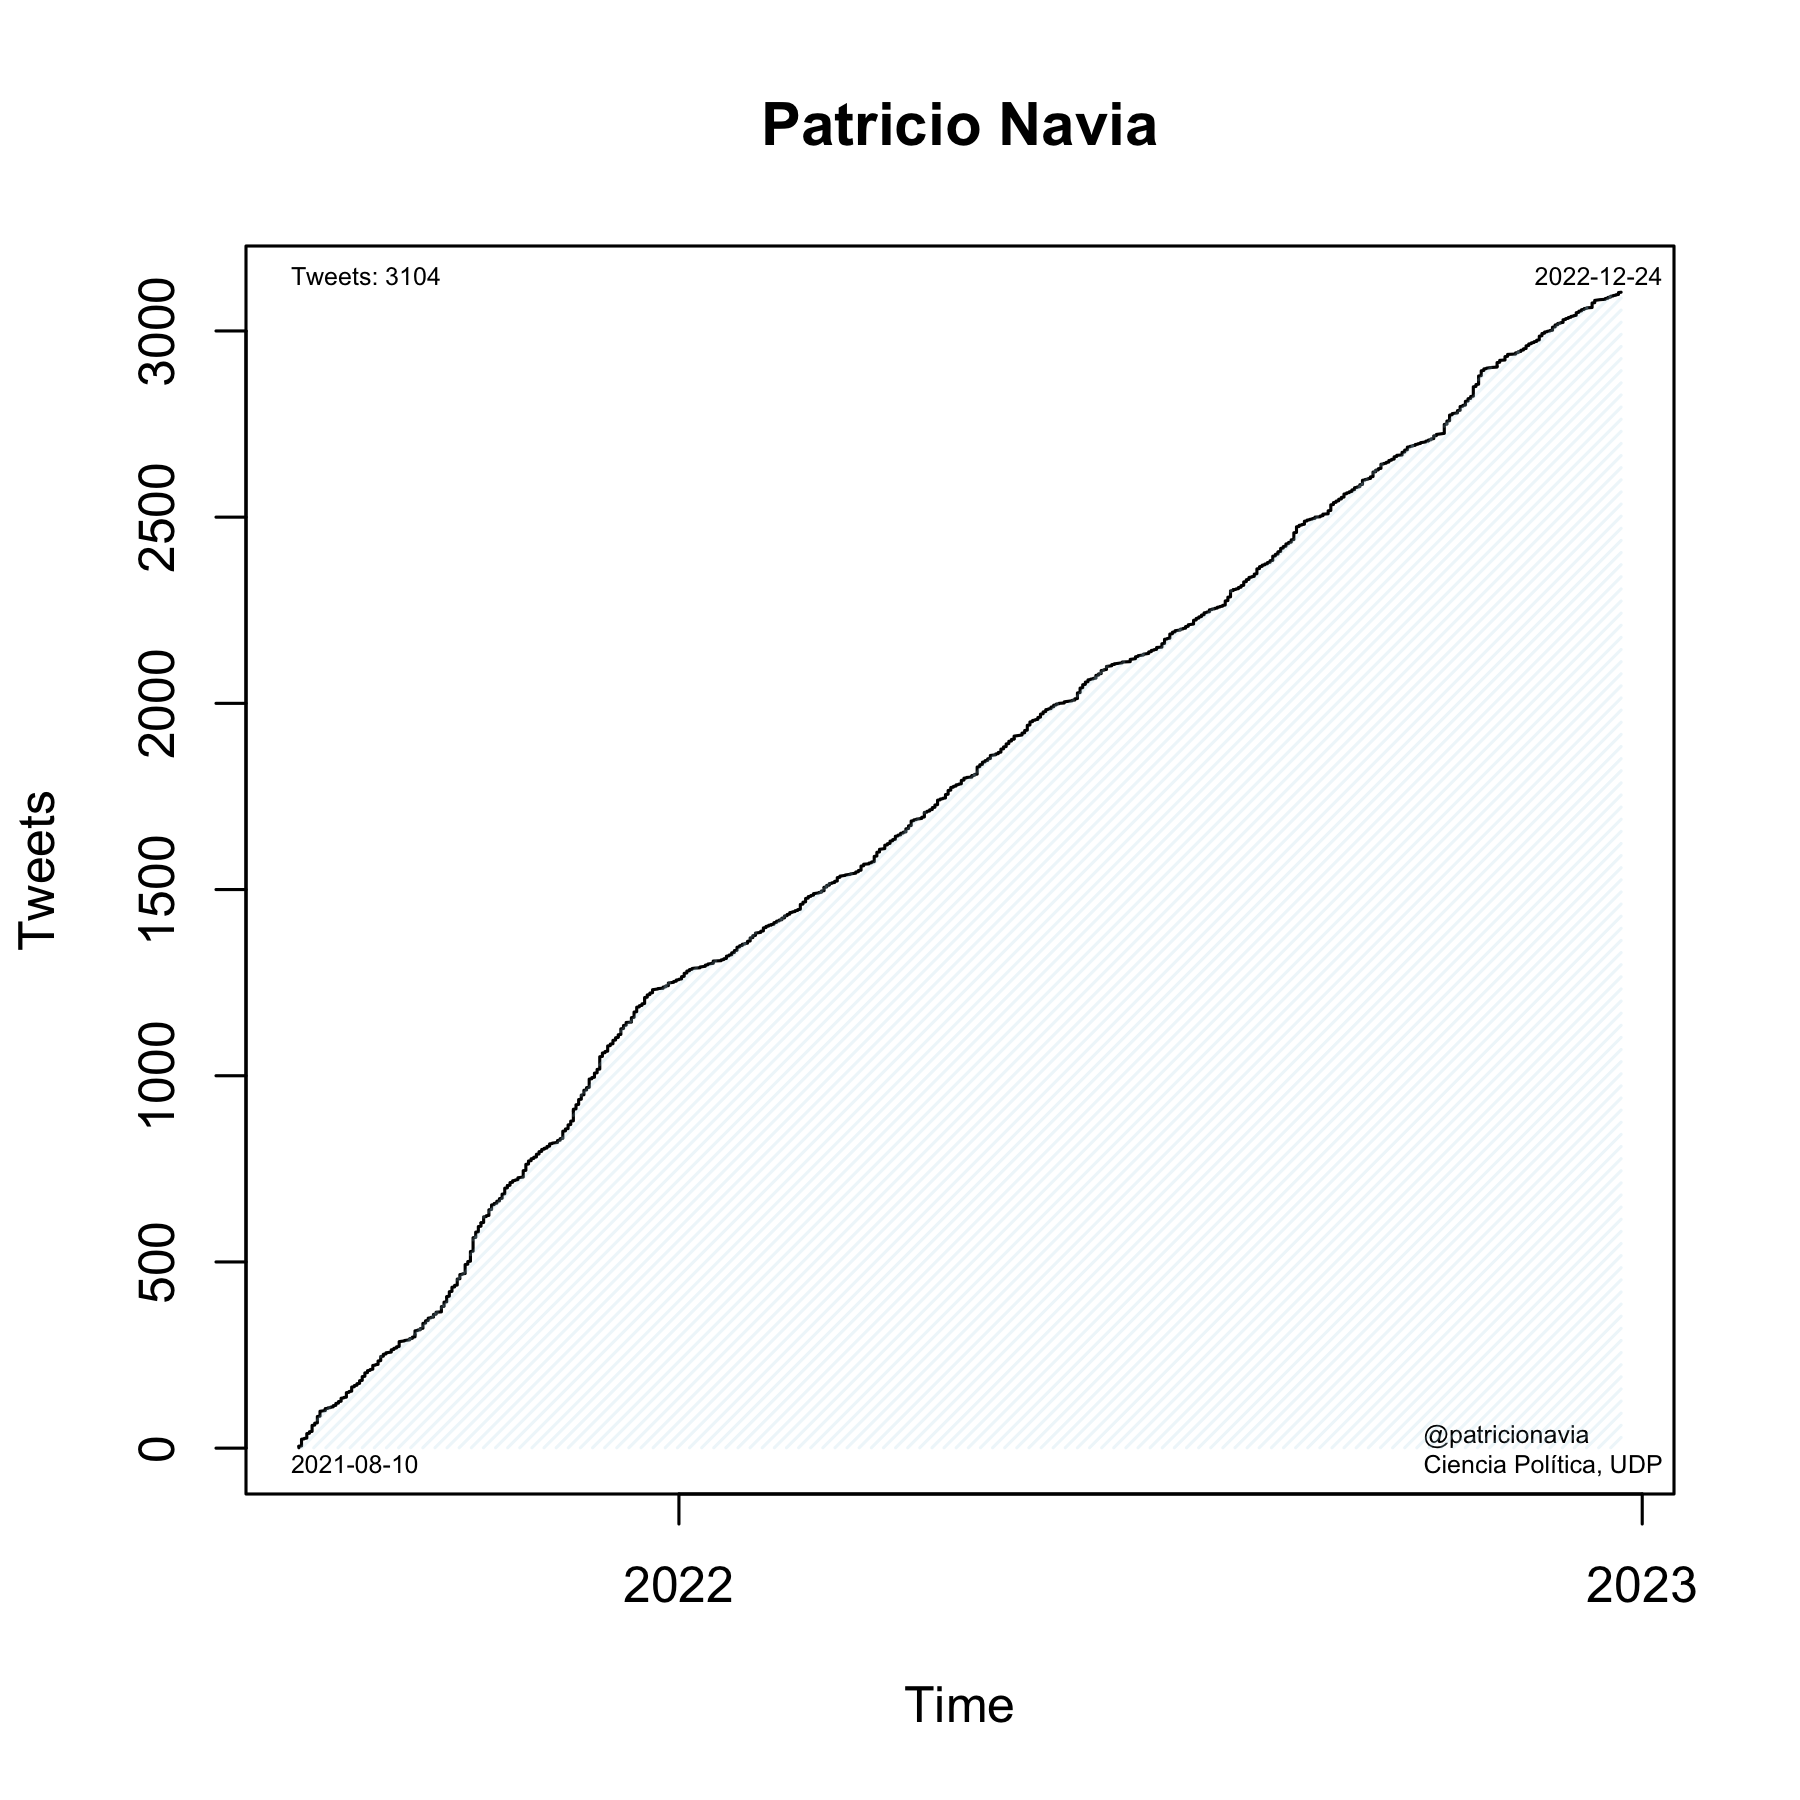 Patricio Navia
Tweets: 3104
2022-12-24
3000
2500
2000
1500
1000
500
0
Tweets
@patricionavia
2021-08-10
Ciencia Política, UDP
2022
2023
Time